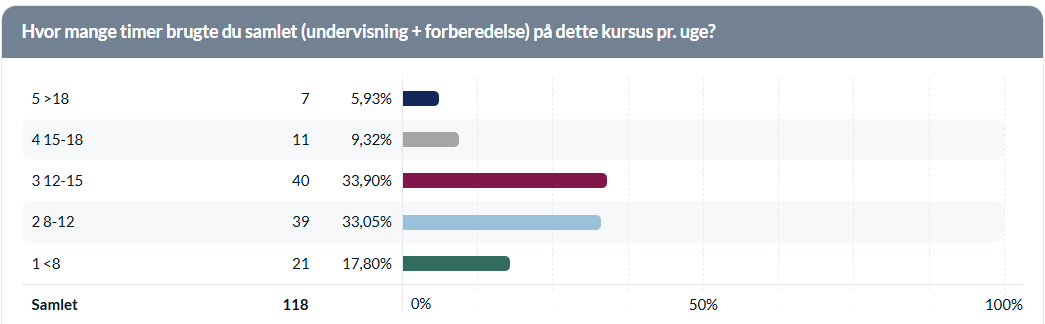 Hvor mange timer brugte du samlet (undervisning + forberedelse) på dette kursus pr. uge?
5 >18 7 5,93%
4 15-18 11 9,32%
3 12-15 40 33,90%
2 8-12 39 33,05%
1 <8 21 17,80%
Samlet 118 0% 50% 100%